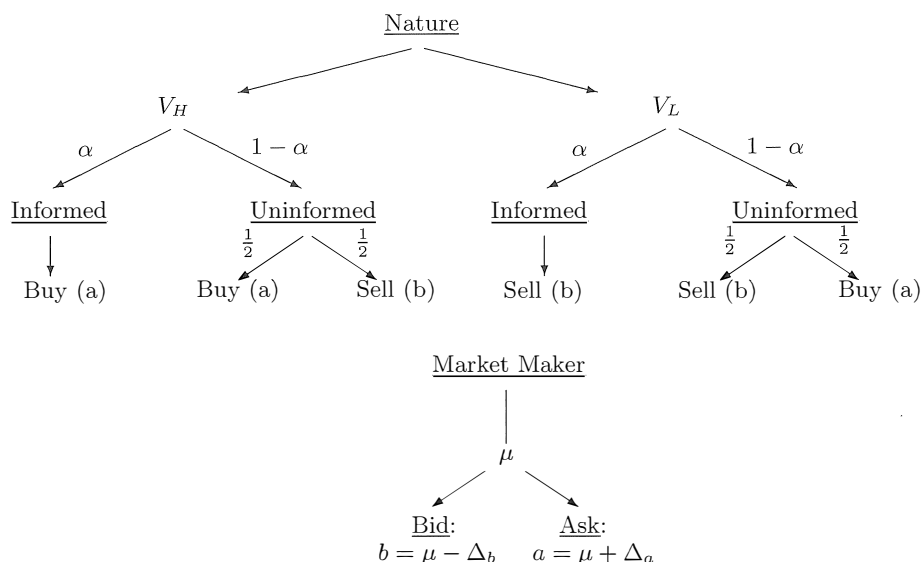 Nature
V_H V_L
α 1 − α α 1 − α
Informed Uninformed Informed Uninformed
1/2 1/2 1/2 1/2
Buy (a) Buy (a) Sell (b) Sell (b) Sell (b) Buy (a)
Market Maker
μ
Bid: Ask:
b = μ − Δ_b a = μ + Δ_a